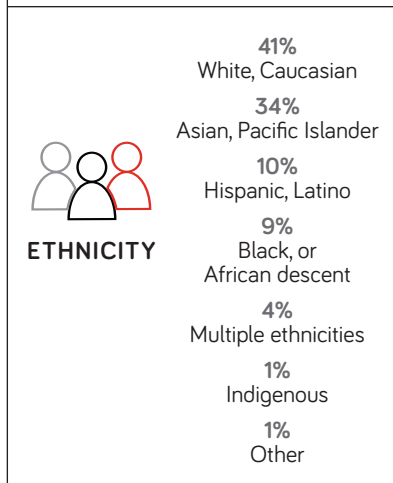 ETHNICITY
41%
White, Caucasian
34%
Asian, Pacific Islander
10%
Hispanic, Latino
9%
Black, or
African descent
4%
Multiple ethnicities
1%
Indigenous
1%
Other